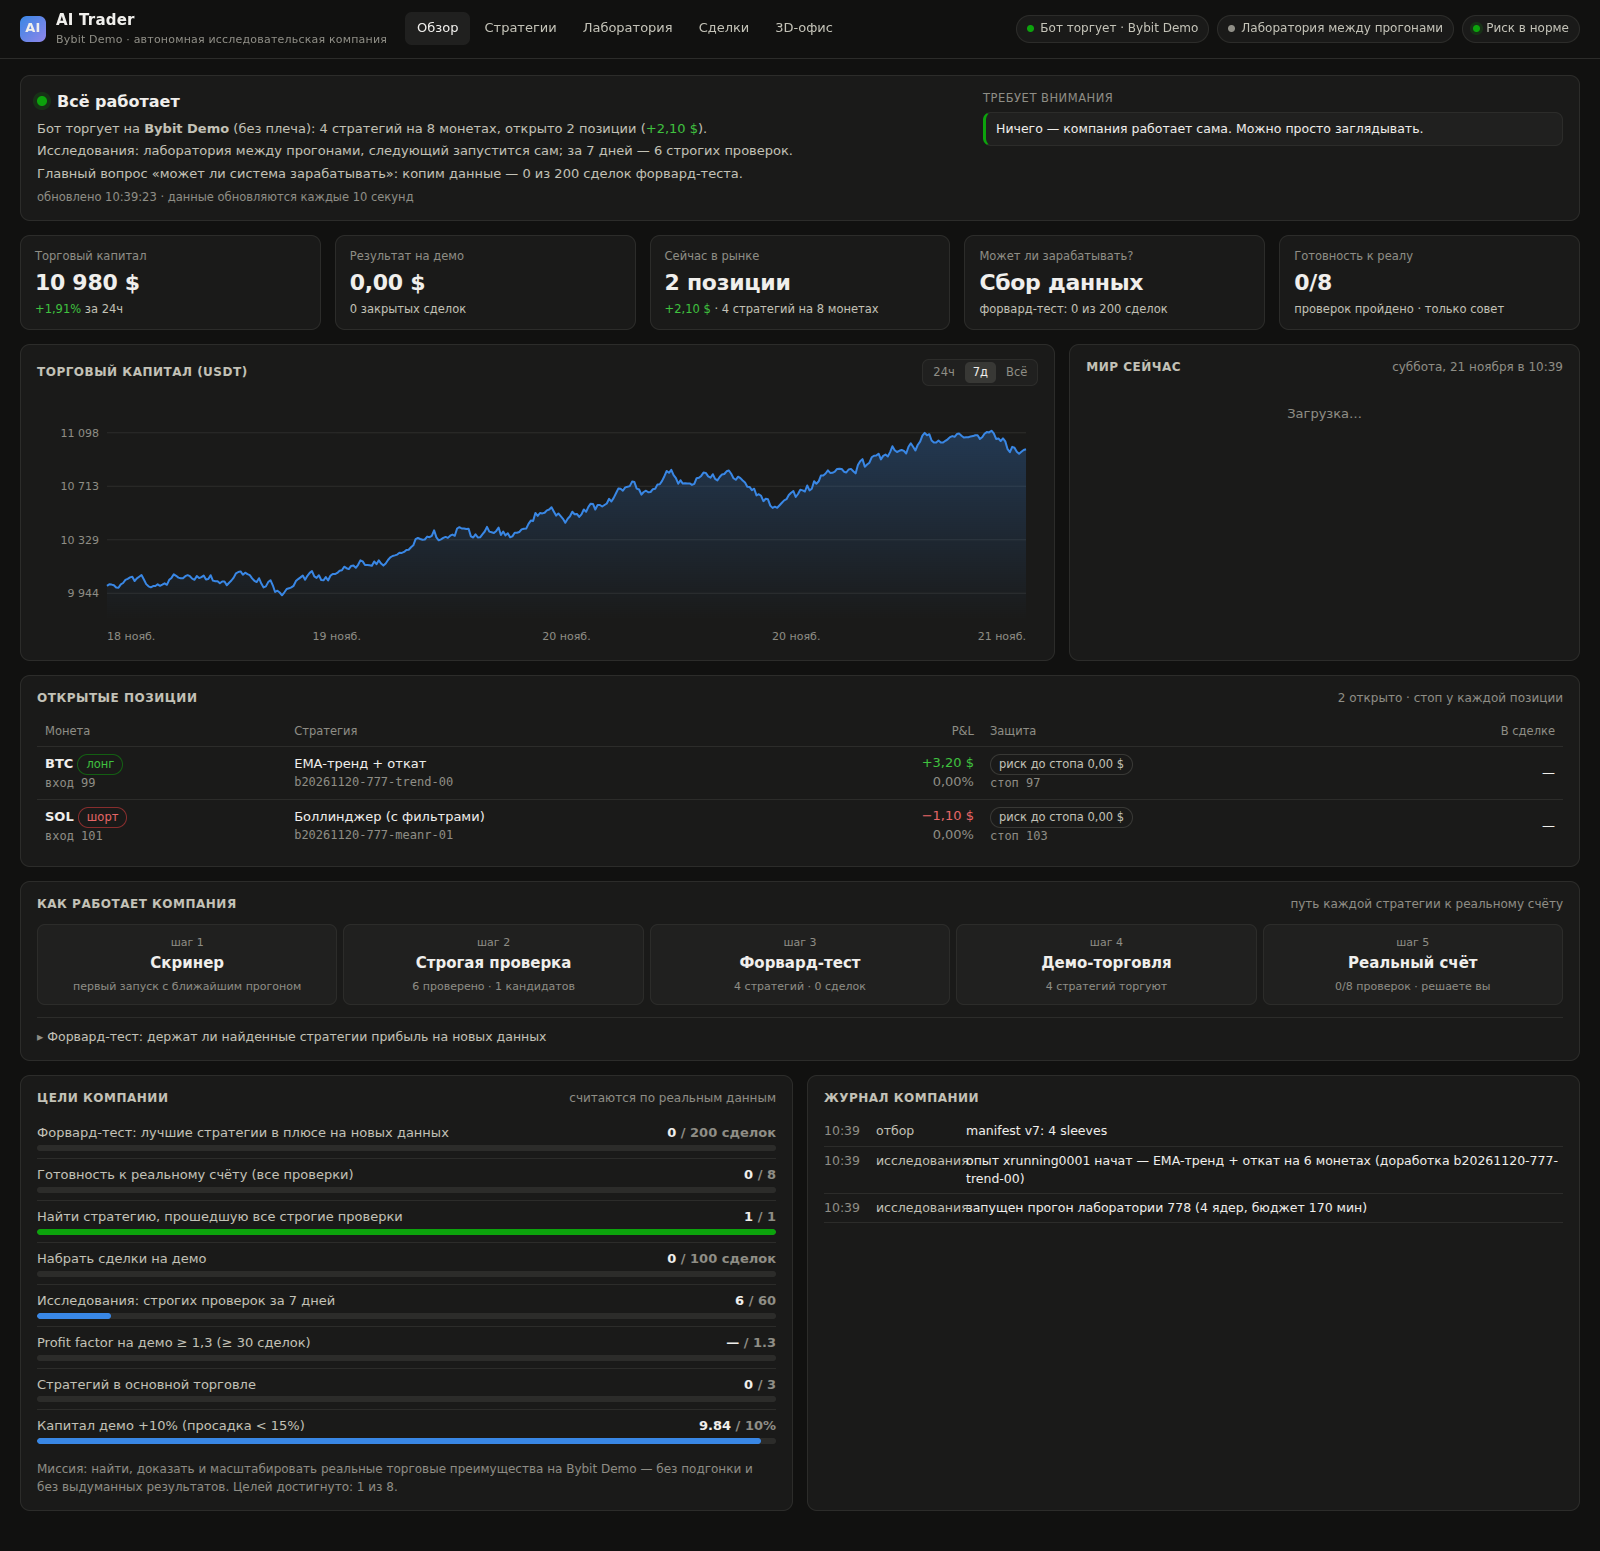 AI
AI Trader
Bybit Demo · автономная исследовательская компания
Обзор
Стратегии
Лаборатория
Сделки
3D-офис
Бот торгует · Bybit Demo
Лаборатория между прогонами
Риск в норме
Всё работает
Бот торгует на Bybit Demo (без плеча): 4 стратегий на 8 монетах, открыто 2 позиции (+2,10 $).
Исследования: лаборатория между прогонами, следующий запустится сам; за 7 дней — 6 строгих проверок.
Главный вопрос «может ли система зарабатывать»: копим данные — 0 из 200 сделок форвард-теста.
обновлено 10:39:23 · данные обновляются каждые 10 секунд
ТРЕБУЕТ ВНИМАНИЯ
Ничего — компания работает сама. Можно просто заглядывать.
Торговый капитал
10 980 $
+1,91% за 24ч
Результат на демо
0,00 $
0 закрытых сделок
Сейчас в рынке
2 позиции
+2,10 $ · 4 стратегий на 8 монетах
Может ли зарабатывать?
Сбор данных
форвард-тест: 0 из 200 сделок
Готовность к реалу
0/8
проверок пройдено · только совет
ТОРГОВЫЙ КАПИТАЛ (USDT)
24ч 7д Всё
11 098
10 713
10 329
9 944
18 нояб. 19 нояб. 20 нояб. 20 нояб. 21 нояб.
МИР СЕЙЧАС
суббота, 21 ноября в 10:39
Загрузка…
ОТКРЫТЫЕ ПОЗИЦИИ
2 открыто · стоп у каждой позиции
Монета Стратегия P&L Защита В сделке
BTC лонг EMA-тренд + откат +3,20 $ риск до стопа 0,00 $ —
вход 99 b20261120-777-trend-00 0,00% стоп 97
SOL шорт Боллинджер (с фильтрами) −1,10 $ риск до стопа 0,00 $ —
вход 101 b20261120-777-meanr-01 0,00% стоп 103
КАК РАБОТАЕТ КОМПАНИЯ
путь каждой стратегии к реальному счёту
шаг 1
Скринер
первый запуск с ближайшим прогоном
шаг 2
Строгая проверка
6 проверено · 1 кандидатов
шаг 3
Форвард-тест
4 стратегий · 0 сделок
шаг 4
Демо-торговля
4 стратегий торгуют
шаг 5
Реальный счёт
0/8 проверок · решаете вы
▸ Форвард-тест: держат ли найденные стратегии прибыль на новых данных
ЦЕЛИ КОМПАНИИ
считаются по реальным данным
Форвард-тест: лучшие стратегии в плюсе на новых данных 0 / 200 сделок
Готовность к реальному счёту (все проверки) 0 / 8
Найти стратегию, прошедшую все строгие проверки 1 / 1
Набрать сделки на демо 0 / 100 сделок
Исследования: строгих проверок за 7 дней 6 / 60
Profit factor на демо ≥ 1,3 (≥ 30 сделок) — / 1.3
Стратегий в основной торговле 0 / 3
Капитал демо +10% (просадка < 15%) 9.84 / 10%
Миссия: найти, доказать и масштабировать реальные торговые преимущества на Bybit Demo — без подгонки и
без выдуманных результатов. Целей достигнуто: 1 из 8.
ЖУРНАЛ КОМПАНИИ
10:39 отбор manifest v7: 4 sleeves
10:39 исследования опыт xrunning0001 начат — EMA-тренд + откат на 6 монетах (доработка b20261120-777-
trend-00)
10:39 исследования запущен прогон лаборатории 778 (4 ядер, бюджет 170 мин)